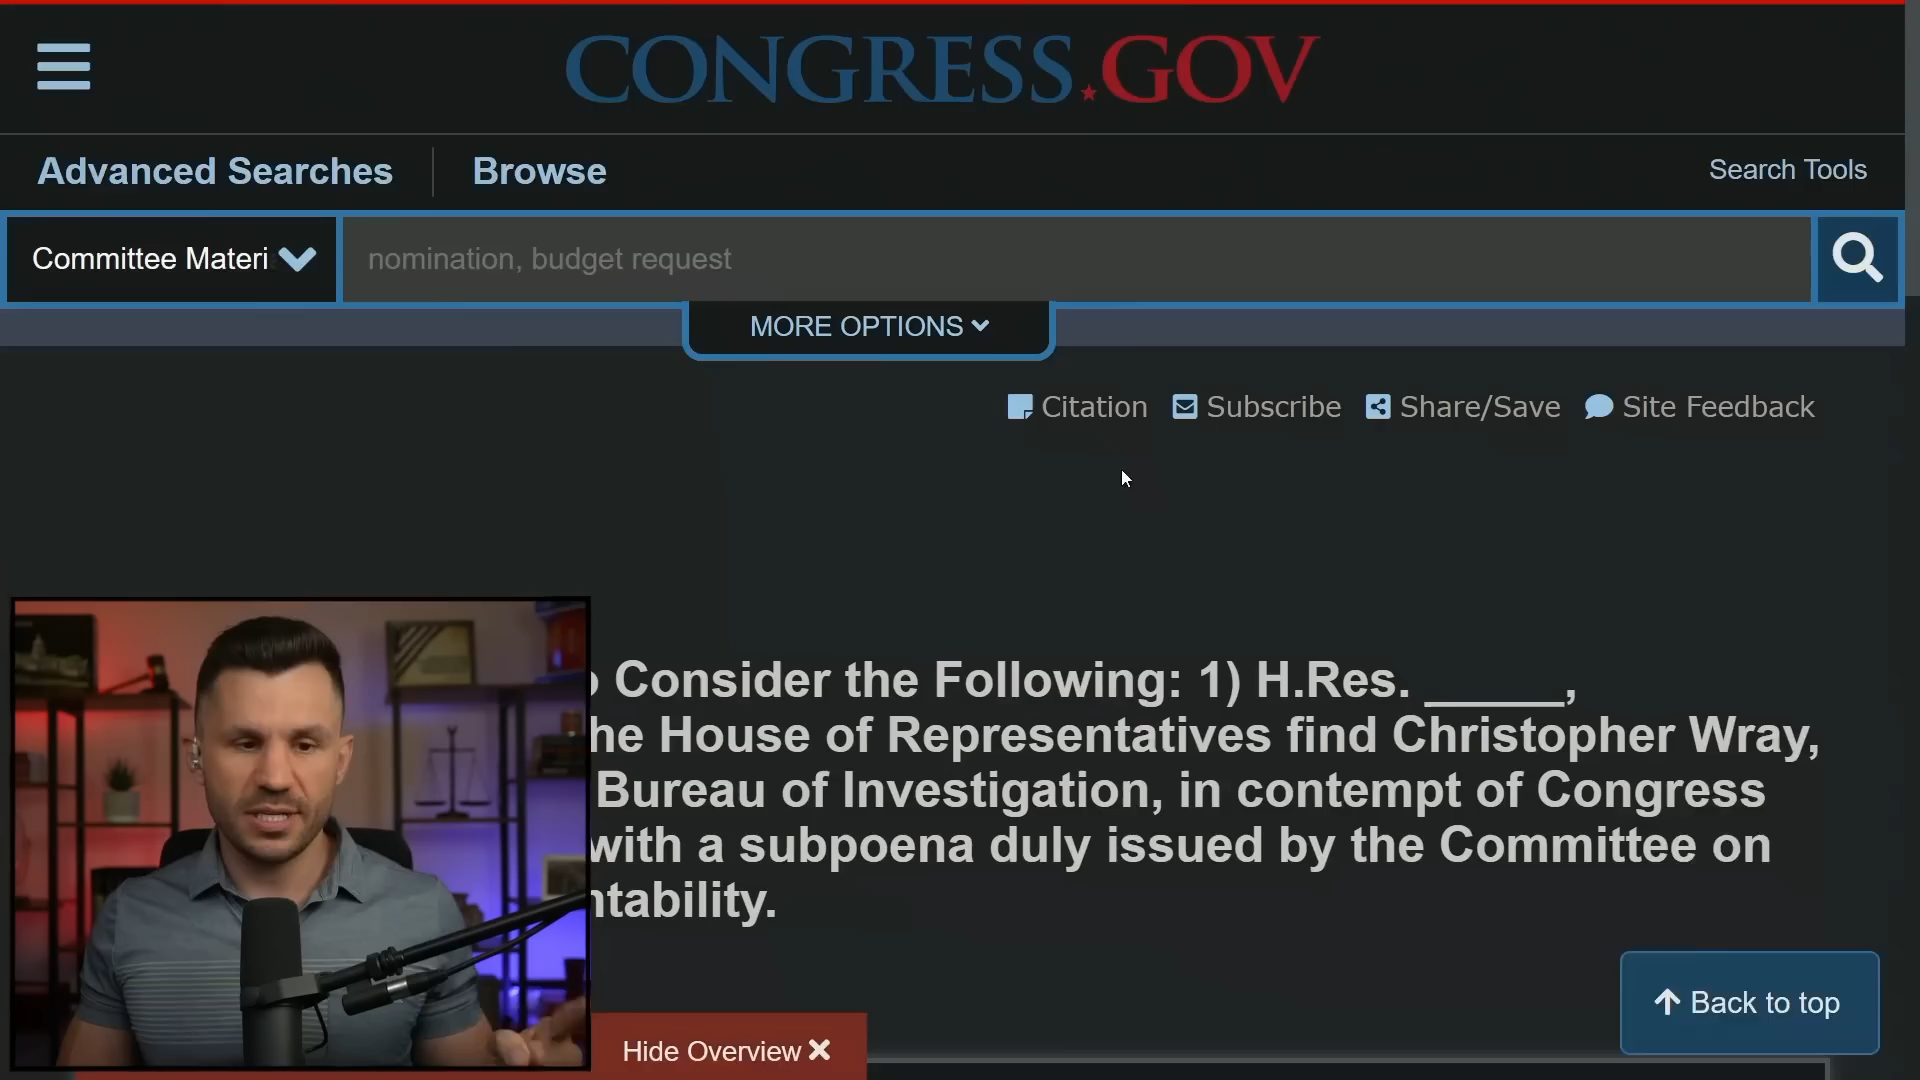 CONGRESS.GOV
Advanced Searches
Browse
Search Tools
Committee Materi
nomination, budget request
MORE OPTIONS
Citation
Subscribe
Share/Save
Site Feedback
Consider the Following: 1) H.Res. _____,
he House of Representatives find Christopher Wray,
Bureau of Investigation, in contempt of Congress
with a subpoena duly issued by the Committee on
ntability.
Back to top
Hide Overview